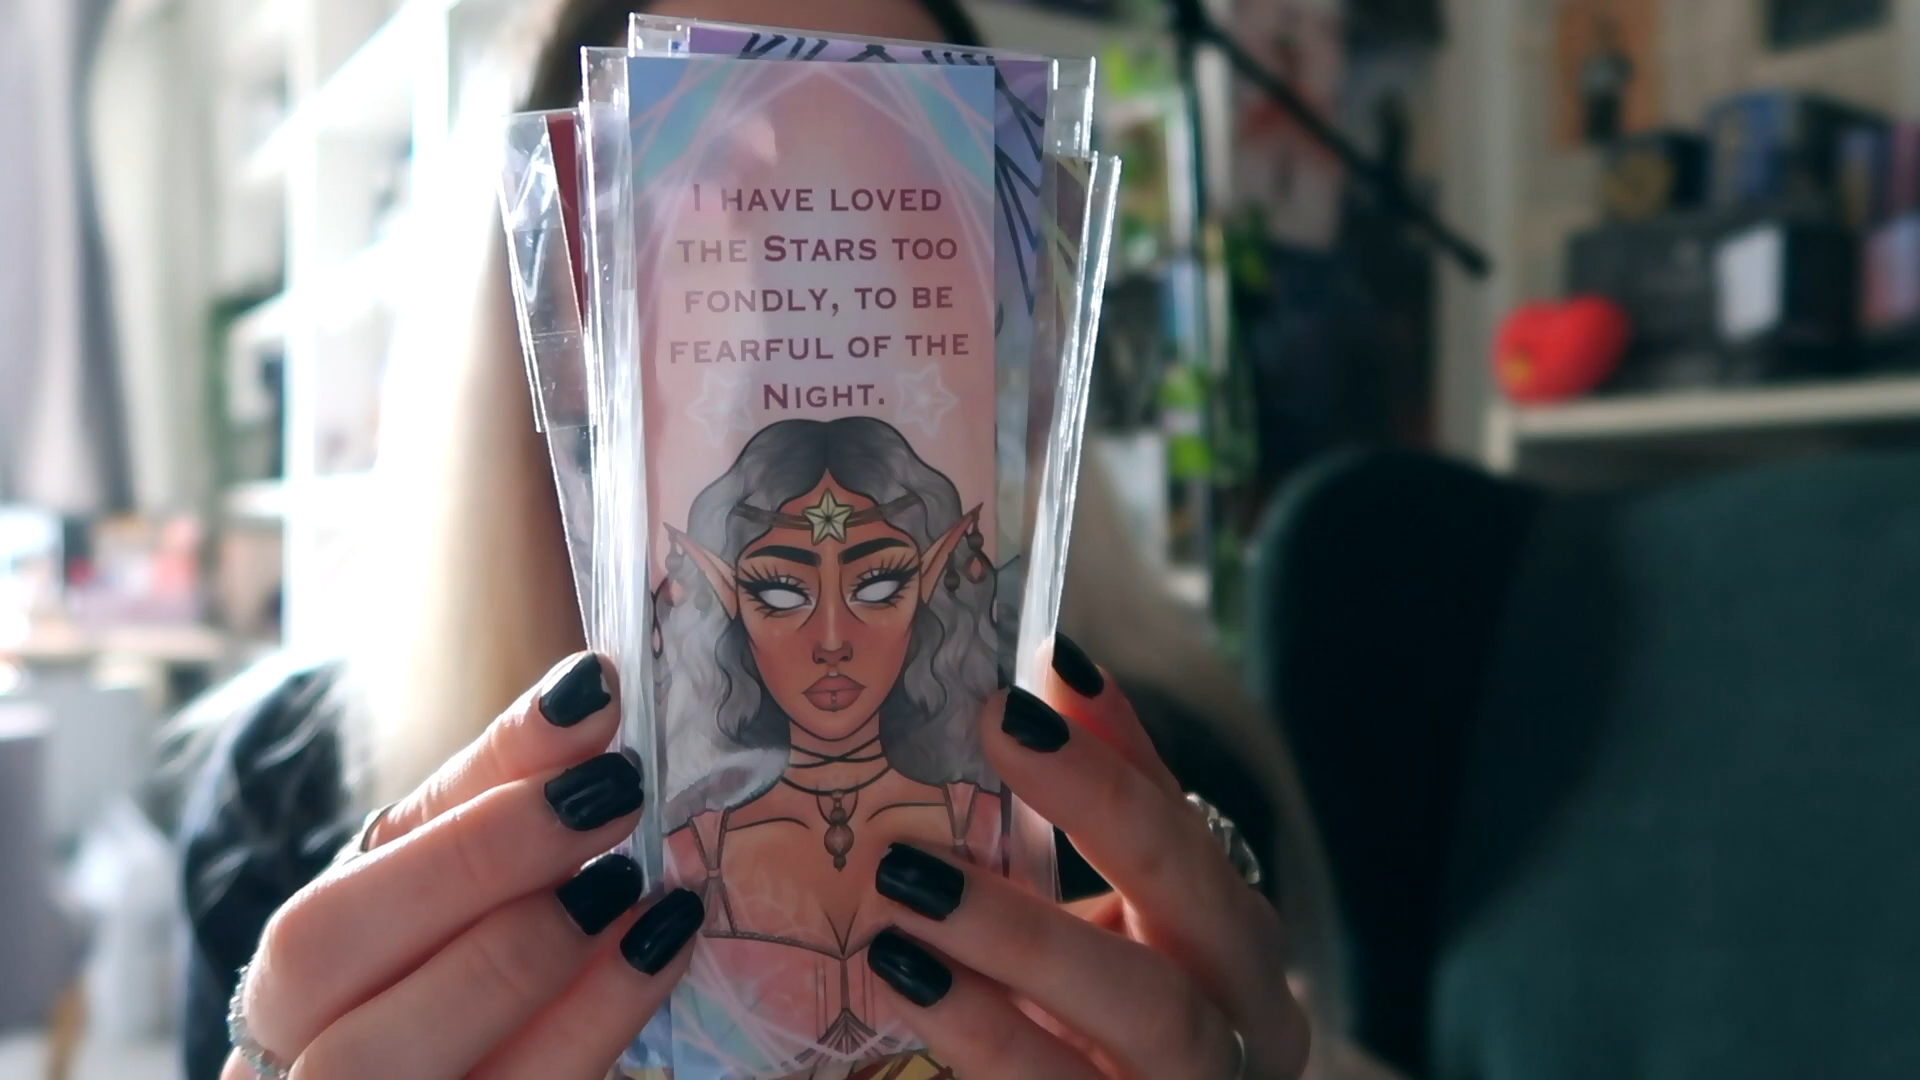 I HAVE LOVED
THE STARS TOO
FONDLY, TO BE
FEARFUL OF THE
NIGHT.